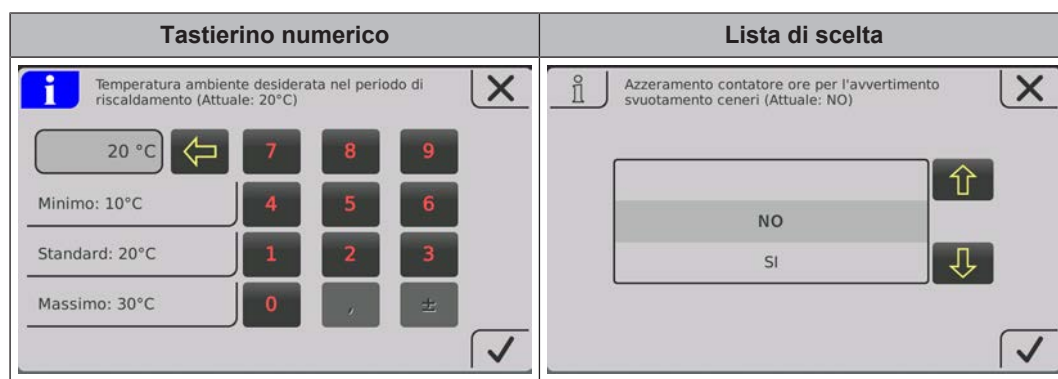 Tastierino numerico
Lista di scelta
i
Temperatura ambiente desiderata nel periodo di
riscaldamento (Attuale: 20°C)
20 °C
7
8
9
Minimo: 10°C
4
5
6
Standard: 20°C
1
2
3
Massimo: 30°C
0
,
±
i
Azzeramento contatore ore per l'avvertimento
svuotamento ceneri (Attuale: NO)
NO
SI